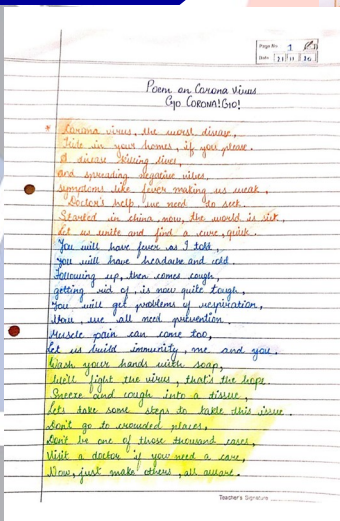 Page No. 1
Date 21 11 20
Poem on Corona Virus
GO CORONA! GO!
* Corona virus, the worst disease,
Hide in your homes, if you please.
A disease killing lives,
and spreading negative vibes,
symptoms like fever making us weak,
Doctor's help, we need to seek.
Started in china, now, the world is sick,
Let us unite and find a cure, quick.
You will have fever as I told,
you will have headache and cold.
Following up, then comes cough,
getting rid of, is now quite tough,
You will get problems of respiration,
Now, we all need prevention.
Muscle pain can come too,
Let us build immunity, me and you.
Wash your hands with soap,
We'll fight the virus, that's the hope.
Sneeze and cough into a tissue,
Lets take some steps to takle this issue.
Don't go to crowded places,
Don't be one of those thousand cases,
Visit a doctor if you need a care,
Now, just make others, all aware.
Teacher's Signature